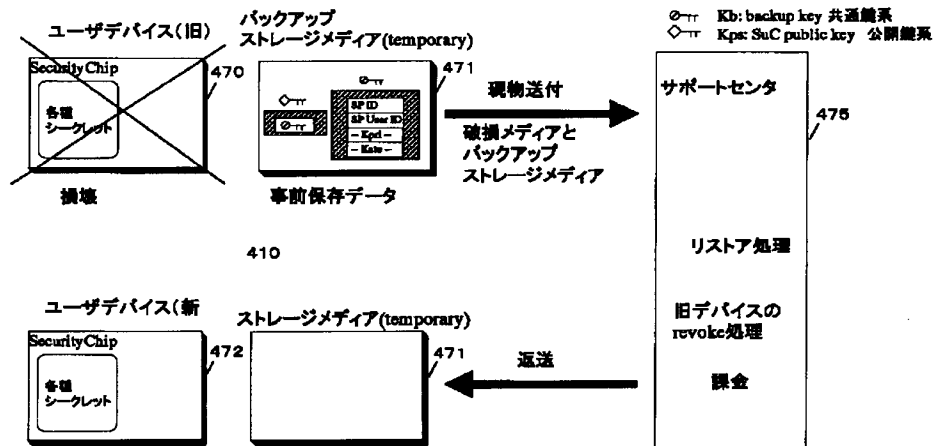 Kb: backup key 共通鍵系
Kps: SuC public key 公開鍵系
ユーザデバイス(旧)
バックアップ
ストレージメディア(temporary)
Security Chip
各種
シークレット
470
損壊
SP ID
SP User ID
– Kpri –
471
事前保存データ
現物送付
破損メディアと
バックアップ
ストレージメディア
サポートセンタ
475
リストア処理
旧デバイスの
revoke処理
課金
410
ユーザデバイス(新
ストレージメディア(temporary)
Security Chip
各種
シークレット
472
471
返送